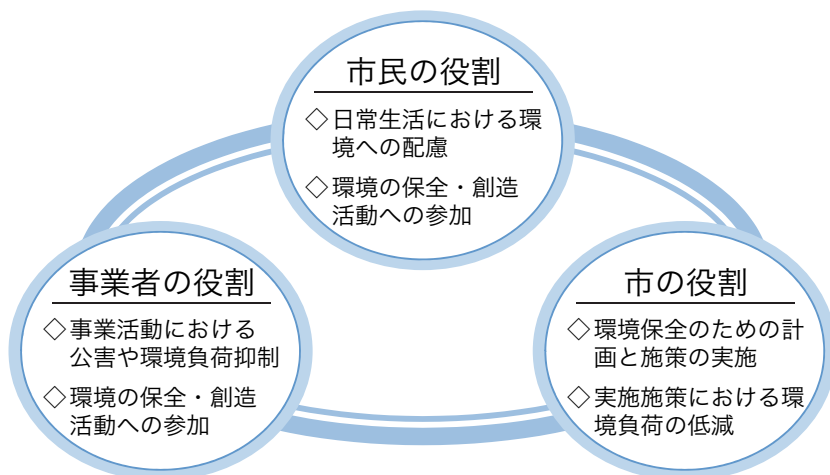 市民の役割
◇日常生活における環
境への配慮
◇環境の保全・創造
活動への参加
事業者の役割
◇事業活動における
公害や環境負荷抑制
◇環境の保全・創造
活動への参加
市の役割
◇環境保全のための計
画と施策の実施
◇実施施策における環
境負荷の低減